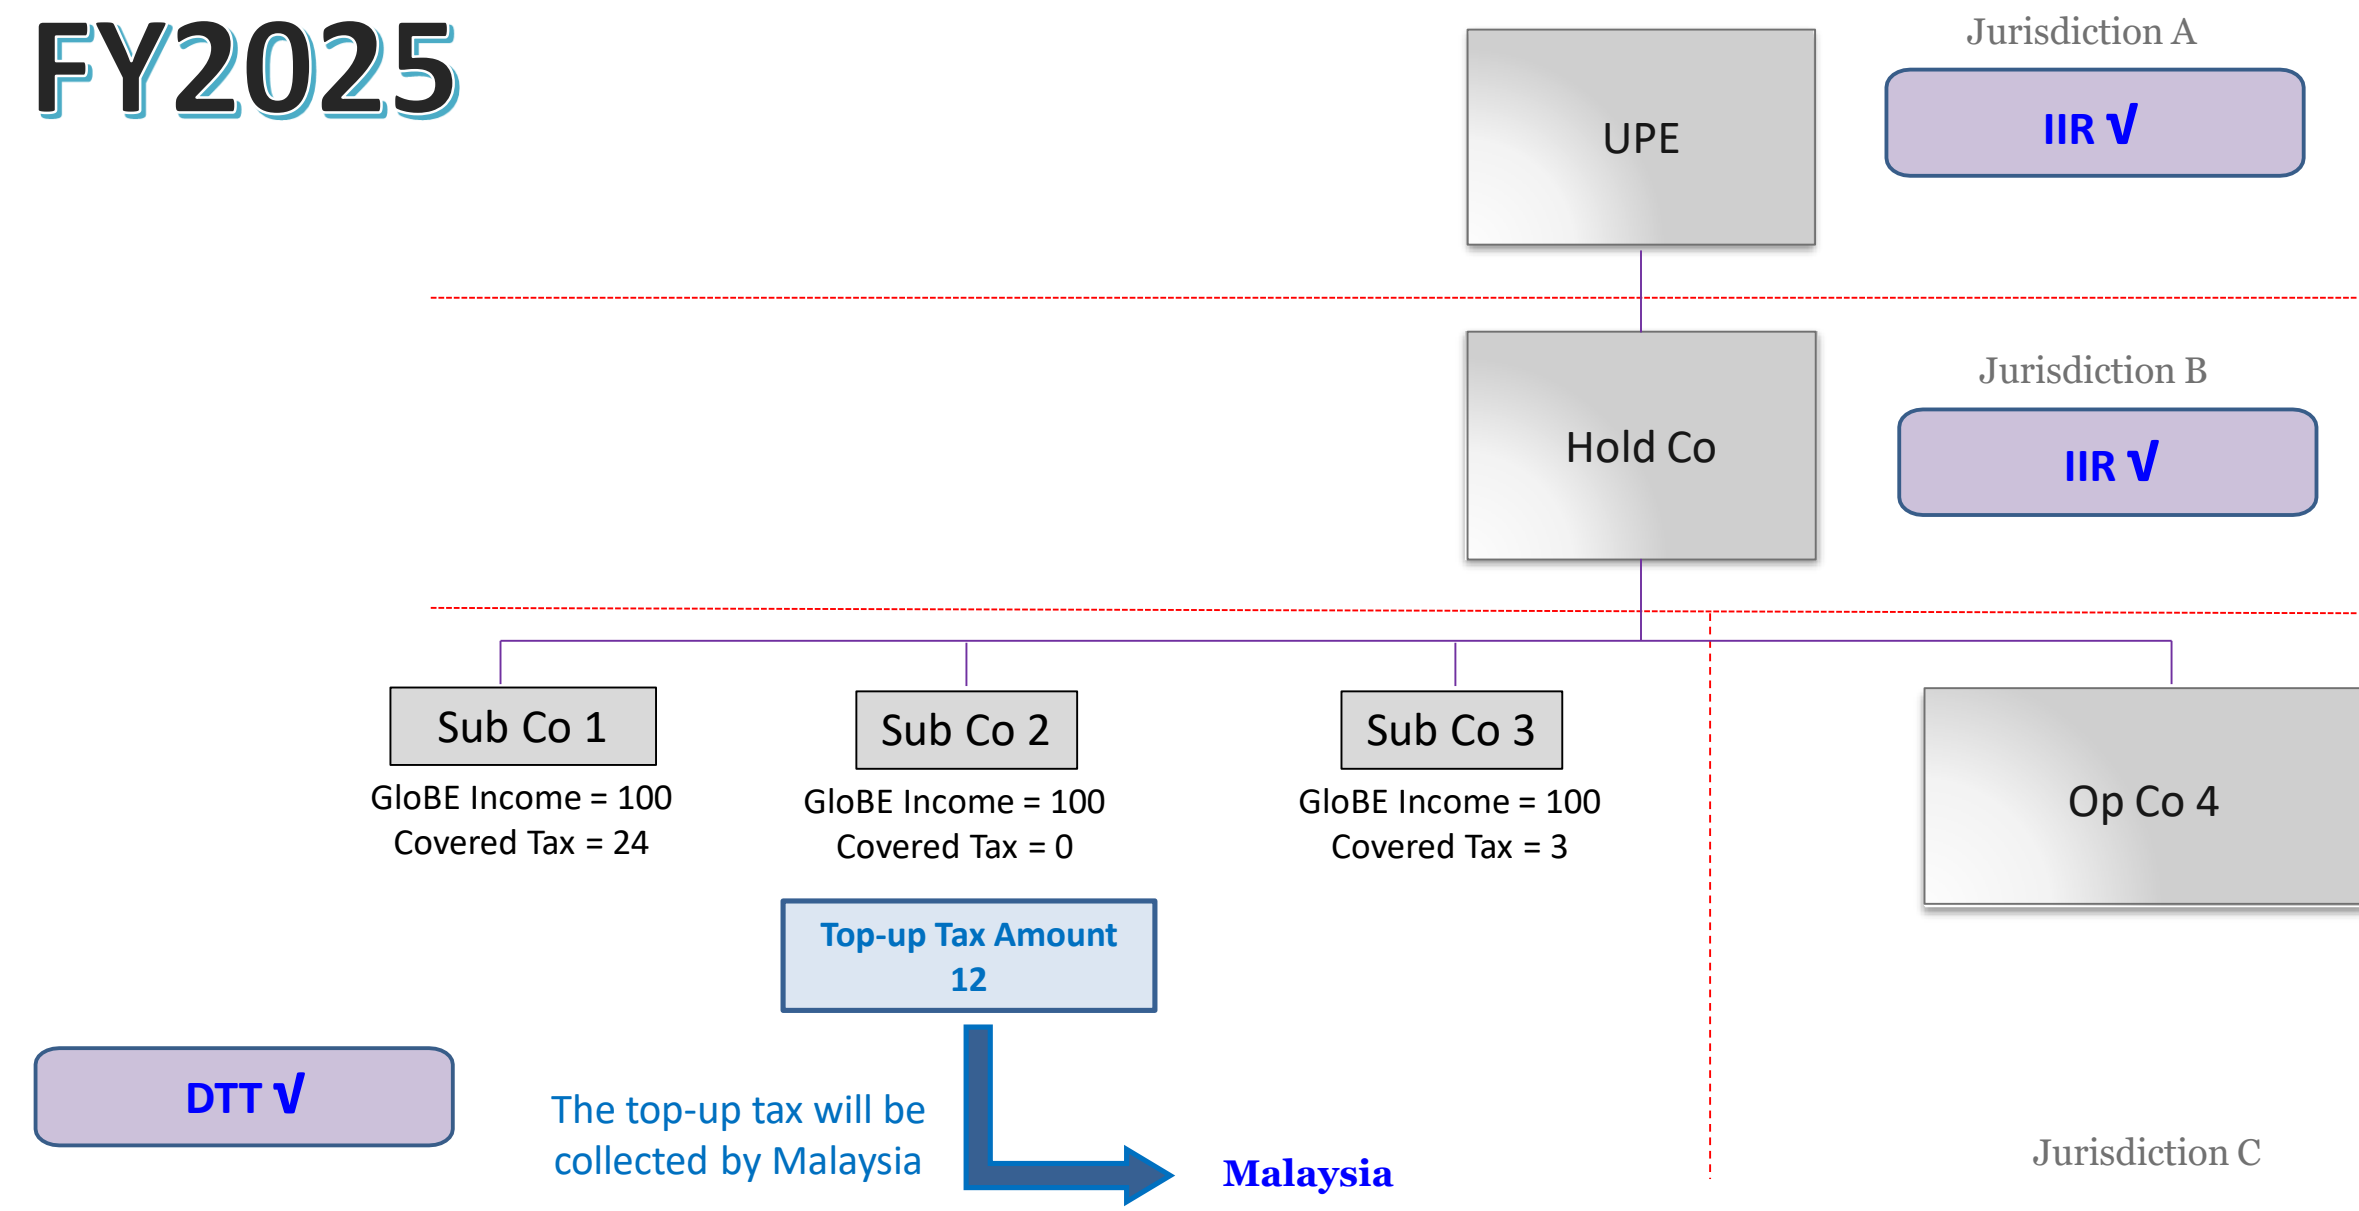 FY2025
Jurisdiction A
UPE
IIR √
Jurisdiction B
Hold Co
IIR √
Sub Co 1
GloBE Income = 100
Covered Tax = 24
Sub Co 2
GloBE Income = 100
Covered Tax = 0
Sub Co 3
GloBE Income = 100
Covered Tax = 3
Op Co 4
Top-up Tax Amount
12
DTT √
The top-up tax will be
collected by Malaysia
Malaysia
Jurisdiction C